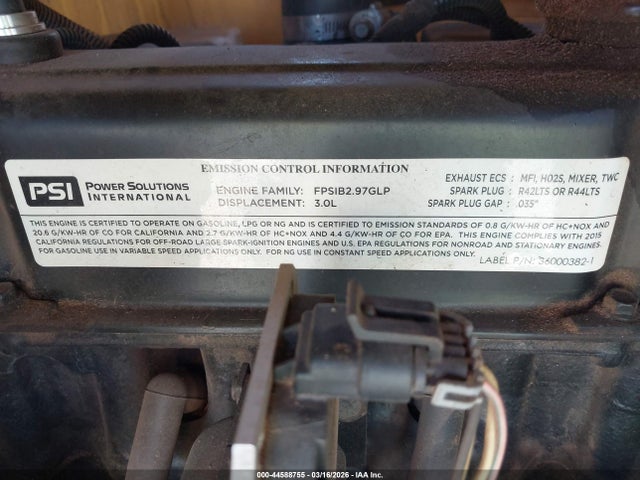 EMISSION CONTROL INFORMATION
PSI POWER SOLUTIONS INTERNATIONAL
ENGINE FAMILY: FPSIB2.97GLP
DISPLACEMENT: 3.0L
EXHAUST ECS : MFI, HO2S, MIXER, TWC
SPARK PLUG : R42LTS OR R44LTS
SPARK PLUG GAP : .035"
THIS ENGINE IS CERTIFIED TO OPERATE ON GASOLINE, LPG OR NG AND IS CERTIFIED TO EMISSION STANDARDS OF 0.8 G/KW-HR OF HC+NOX AND
20.6 G/KW-HR OF CO FOR CALIFORNIA AND 2.7 G/KW-HR OF HC+NOX AND 4.4 G/KW-HR OF CO FOR EPA. THIS ENGINE COMPLIES WITH 2015
CALIFORNIA REGULATIONS FOR OFF-ROAD LARGE SPARK-IGNITION ENGINES AND U.S. EPA REGULATIONS FOR NONROAD AND STATIONARY ENGINES.
GASOLINE FOR USE IN VARIABLE SPEED APPLICATIONS ONLY. NG FOR USE IN CONSTANT SPEED APPLICATIONS ONLY.
LABEL P/N: 36000382-1
000-44588755 - 03/16/2026 - IAA Inc.